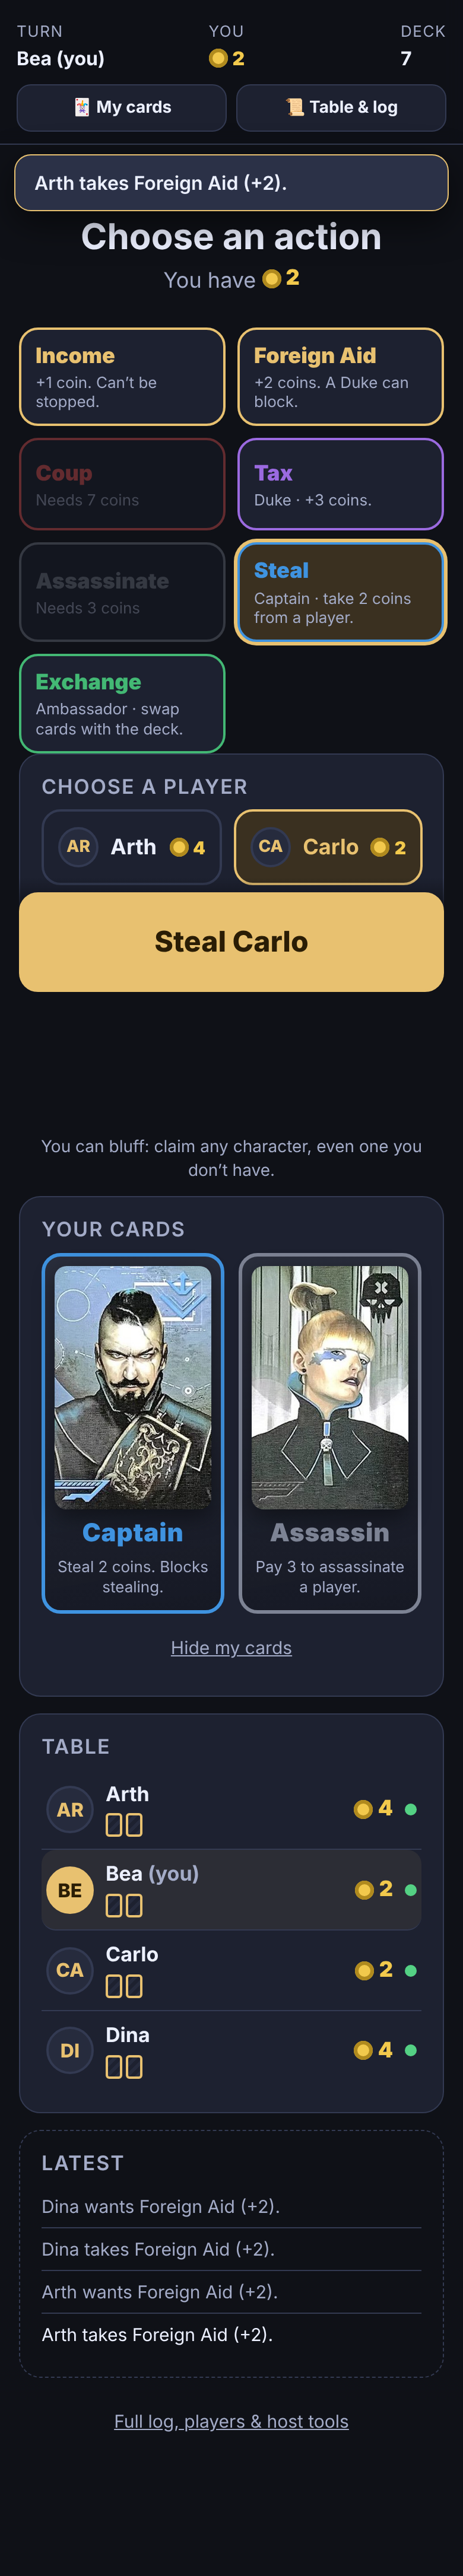 TURN
YOU
DECK
Bea (you)
2
7
🃏 My cards
📜 Table & log
Arth takes Foreign Aid (+2).
Choose an action
You have 2
Income
+1 coin. Can’t be
stopped.
Foreign Aid
+2 coins. A Duke can
block.
Coup
Needs 7 coins
Tax
Duke · +3 coins.
Assassinate
Needs 3 coins
Steal
Captain · take 2 coins
from a player.
Exchange
Ambassador · swap
cards with the deck.
CHOOSE A PLAYER
AR Arth 4
CA Carlo 2
Steal Carlo
You can bluff: claim any character, even one you
don’t have.
YOUR CARDS
Captain
Steal 2 coins. Blocks
stealing.
Assassin
Pay 3 to assassinate
a player.
Hide my cards
TABLE
AR Arth 4
BE Bea (you) 2
CA Carlo 2
DI Dina 4
LATEST
Dina wants Foreign Aid (+2).
Dina takes Foreign Aid (+2).
Arth wants Foreign Aid (+2).
Arth takes Foreign Aid (+2).
Full log, players & host tools